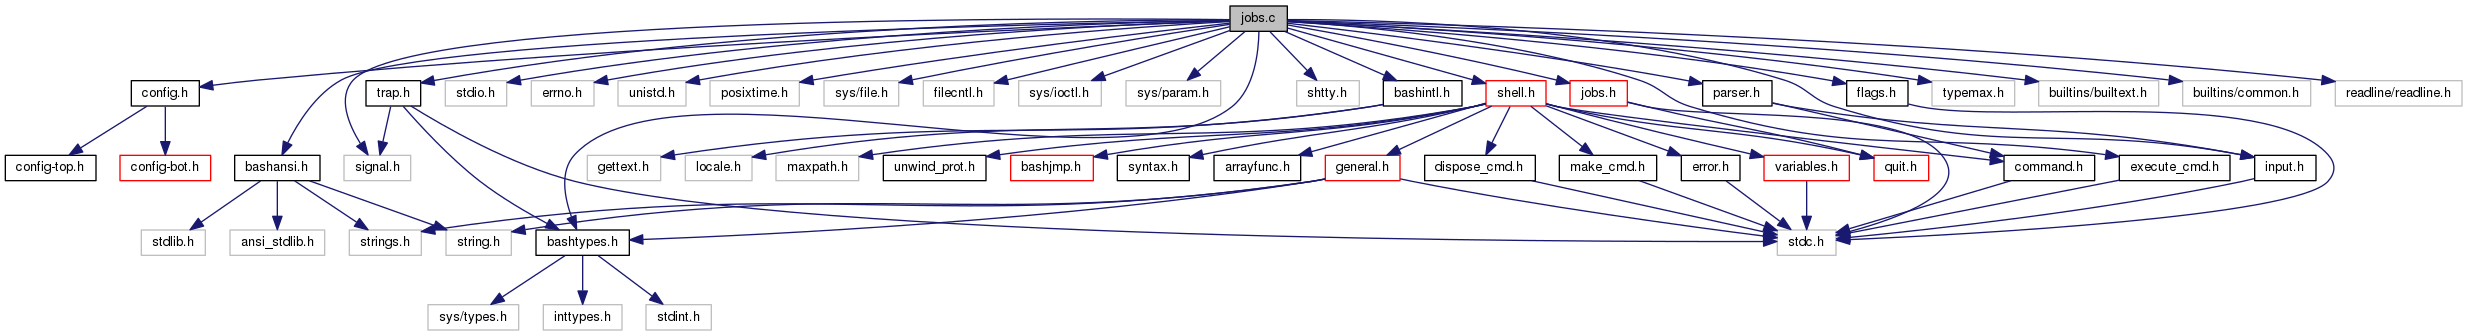 jobs.c
config.h
trap.h
stdio.h
errno.h
unistd.h
posixtime.h
sys/file.h
filecntl.h
sys/ioctl.h
sys/param.h
shtty.h
bashintl.h
shell.h
jobs.h
parser.h
flags.h
typemax.h
builtins/builtext.h
builtins/common.h
readline/readline.h
config-top.h
config-bot.h
bashansi.h
signal.h
gettext.h
locale.h
maxpath.h
unwind_prot.h
bashjmp.h
syntax.h
arrayfunc.h
general.h
dispose_cmd.h
make_cmd.h
error.h
variables.h
quit.h
command.h
execute_cmd.h
input.h
stdlib.h
ansi_stdlib.h
strings.h
string.h
bashtypes.h
stdc.h
sys/types.h
inttypes.h
stdint.h